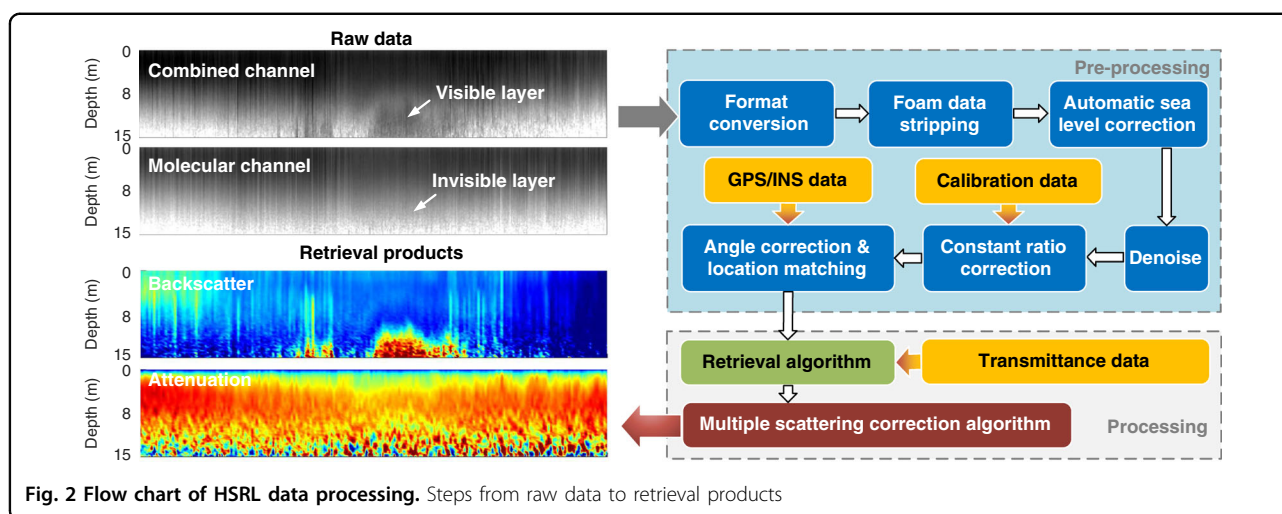 Raw data
Depth (m)
0
8
15
Combined channel
Visible layer
Depth (m)
0
8
15
Molecular channel
Invisible layer
Retrieval products
Depth (m)
0
8
15
Backscatter
Depth (m)
0
8
15
Attenuation
Pre-processing
Format
conversion
Foam data
stripping
Automatic sea
level correction
GPS/INS data
Calibration data
Angle correction &
location matching
Constant ratio
correction
Denoise
Retrieval algorithm
Transmittance data
Multiple scattering correction algorithm
Processing
Fig. 2 Flow chart of HSRL data processing. Steps from raw data to retrieval products